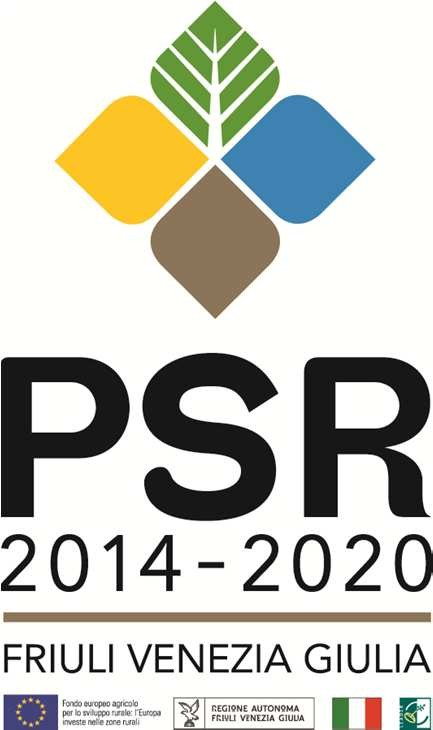 PSR
2014-2020
FRIULI VENEZIA GIULIA
Fondo europeo agricolo
per lo sviluppo rurale: l'Europa
investe nelle zone rurali
REGIONE AUTONOMA
FRIULI VENEZIA GIULIA
LEADER